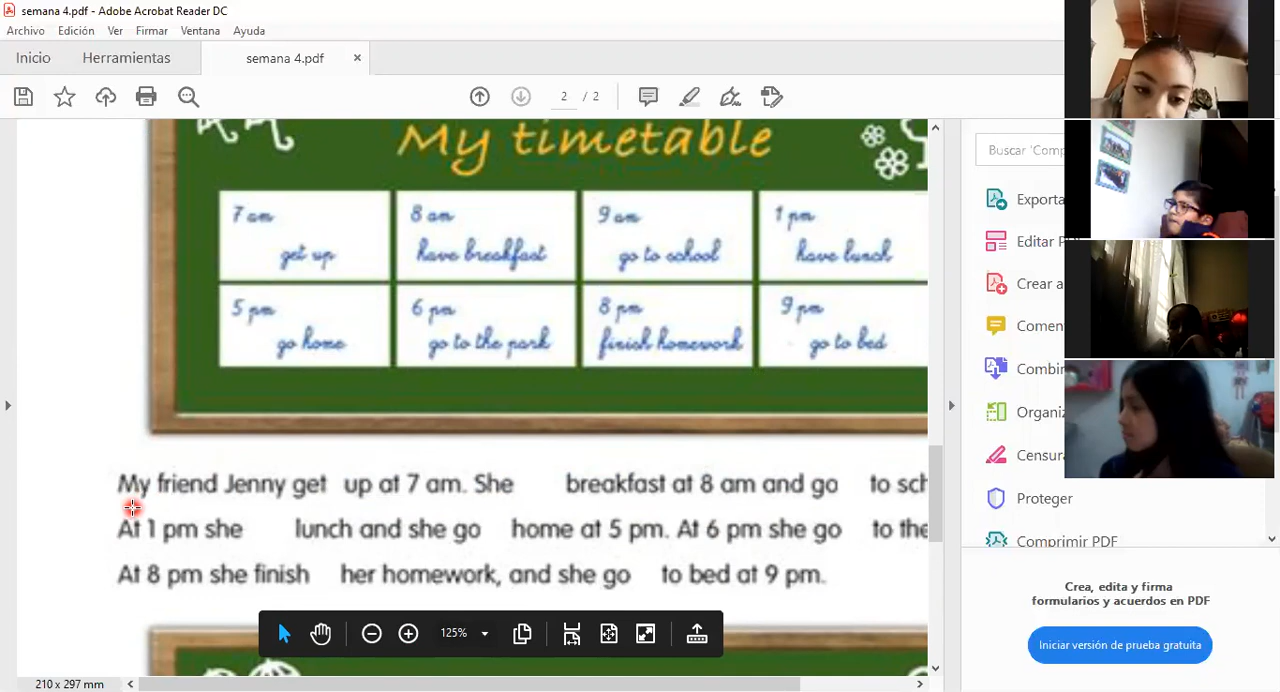 semana 4.pdf - Adobe Acrobat Reader DC
Archivo Edición Ver Firmar Ventana Ayuda
Inicio Herramientas semana 4.pdf ×
2 / 2
My timetable
7 am 8 am 9 am 1 pm
get up have breakfast go to school have lunch
5 pm 6 pm 8 pm 9 pm
go home go to the park finish homework go to bed
My friend Jenny get up at 7 am. She breakfast at 8 am and go to sch
At 1 pm she lunch and she go home at 5 pm. At 6 pm she go to the
At 8 pm she finish her homework, and she go to bed at 9 pm.
125%
210 x 297 mm
Buscar 'Comp
Exporta
Editar P
Crear a
Comen
Combin
Organiz
Censura
Proteger
Comprimir PDF
Crea, edita y firma
formularios y acuerdos en PDF
Iniciar versión de prueba gratuita